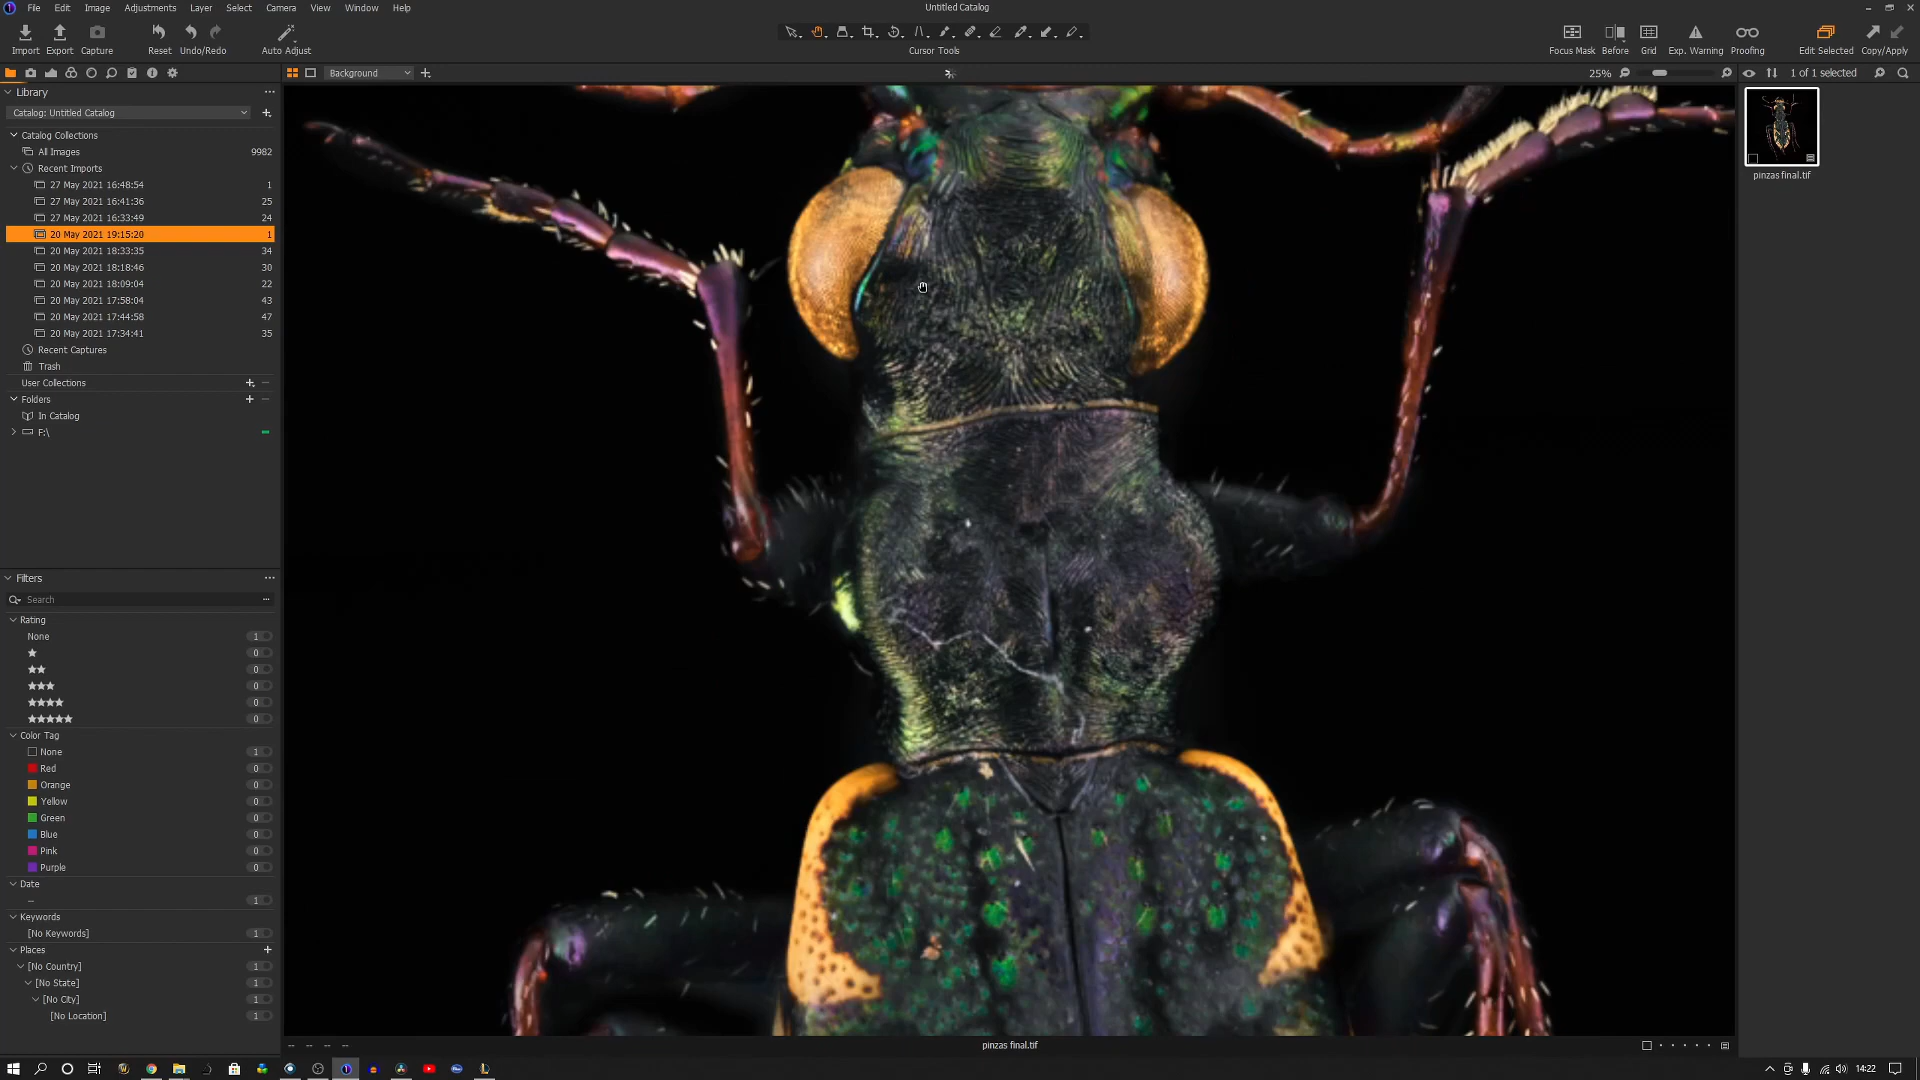 File Edit View Adjustments Layer Select Camera View Window Help
Untitled Catalog
Import Export Capture Reset Undo/Redo Auto Adjust
Cursor Tools
Focus Mask Before Grid Exp. Warning Proofing Edit Selected Copy/Apply
Background
25%
1 of 1 selected
Library
Catalog: Untitled Catalog
Catalog Collections
All Images 9982
Recent Imports
27 May 2021 16:48:54 1
27 May 2021 16:41:36 25
27 May 2021 16:33:49 24
20 May 2021 19:15:20 1
20 May 2021 18:33:35 34
20 May 2021 18:18:46 30
20 May 2021 18:09:04 22
20 May 2021 17:58:04 43
20 May 2021 17:44:58 47
20 May 2021 17:34:41 35
Recent Captures
Trash
User Collections
Folders
In Catalog
F:\
pinzas final.tif
Filters
Search
Rating
None 1
0
0
0
0
0
Color Tag
None 1
Red 0
Orange 0
Yellow 0
Green 0
Blue 0
Pink 0
Purple 0
Date
-- 1
Keywords
[No Keywords] 1
Places
[No Country] 1
[No State] 1
[No City] 1
[No Location] 1
-- -- -- --
pinzas final.tif
14:22